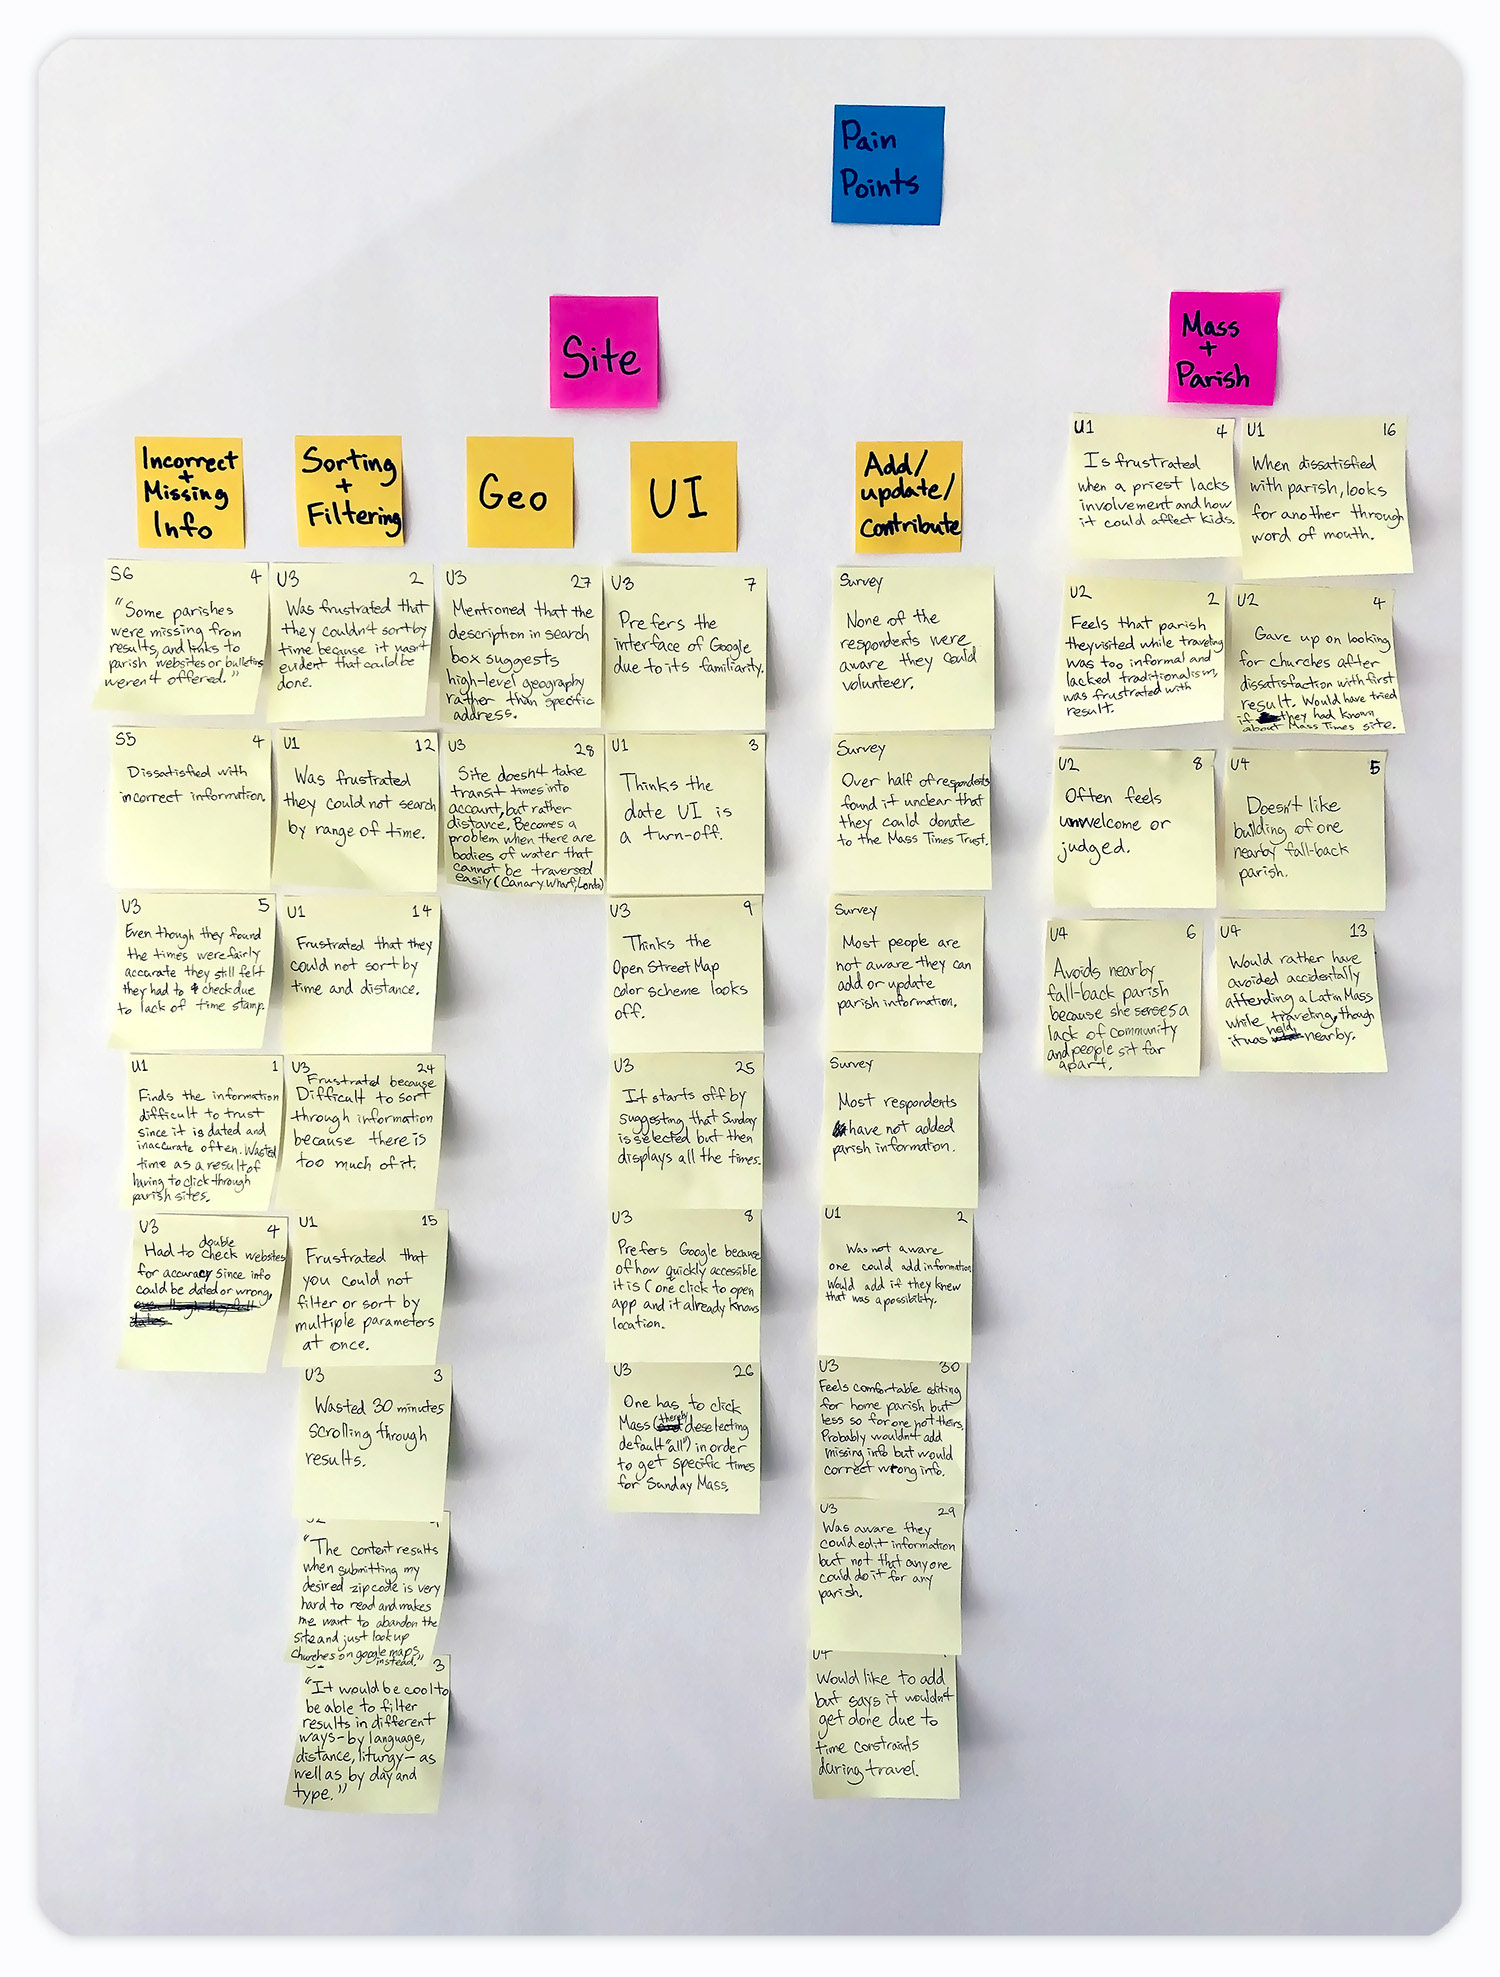 Pain
Points
Site
Mass
+
Parish
Incorrect
+
Missing
Info
Sorting
+
Filtering
Geo
UI
Add/
update/
contribute
S6 4
"Some parishes
were missing from
results, and links to
parish websites or bulletins
weren't offered."
S5 4
Dissatisfied with
incorrect information.
U3 5
Even though they found
the times were fairly
accurate they still felt
they had to check due
to lack of time stamp.
U1 1
Finds the information
difficult to trust
since it is dated and
inaccurate often. Wasted
time as a result of
having to click through
parish sites.
U3 4
Had to double check websites
for accuracy since info
could be dated or wrong,
U3 2
Was frustrated that
they couldn't sort by
time because it wasn't
evident that could be
done.
U1 12
Was frustrated
they could not search
by range of time.
U1 14
Frustrated that they
could not sort by
time and distance.
U3 24
Frustrated because
Difficult to sort
through information
because there is
too much of it.
U1 15
Frustrated that
you could not
filter or sort by
multiple parameters
at once.
U3 3
Wasted 30 minutes
scrolling through
results.
"The content results
when submitting my
desired zipcode is very
hard to read and makes
me want to abandon the
site and just look up
churches on google maps
instead."
3
"It would be cool to
be able to filter
results in different
ways-by language,
distance, liturgy- as
well as by day and
type."
U3 27
Mentioned that the
description in search
box suggests
high-level geography
rather than specific
address.
U3 28
Site doesn't take
transit times into
account, but rather
distance. Becomes a
problem when there are
bodies of water that
cannot be traversed
easily (Canary Wharf, London)
U3 7
Prefers the
interface of Google
due to its familiarity.
U1 3
Thinks the
date UI is
a turn-off.
U3 9
Thinks the
Open Street Map
color scheme looks
off.
U3 25
It starts off by
suggesting that Sunday
is selected but then
displays all the times.
U3 8
Prefers Google because
of how quickly accessible
it is (one click to open
app and it already knows
location.
U3 26
One has to click
Mass (thereby deselecting
default "all") in order
to get specific times
for Sunday Mass.
Survey
None of the
respondents were
aware they could
volunteer.
Survey
Over half of respondents
found it unclear that
they could donate
to the Mass Times Trust.
Survey
Most people are
not aware they can
add or update
parish information.
Survey
Most respondents
have not added
parish information.
U1 2
Was not aware
one could add information
Would add if they knew
that was a possibility.
U3 30
Feels comfortable editing
for home parish but
less so for one not theirs.
Probably wouldn't add
missing info but would
correct wrong info.
U3 29
Was aware they
could edit information
but not that anyone
could do it for any
parish.
U4
Would like to add
but says it wouldn't
get done due to
time constraints
during travel.
U1 4
Is frustrated
when a priest lacks
involvement and how
it could affect kids.
U1 16
When dissatisfied
with parish, looks
for another through
word of mouth.
U2 2
Feels that parish
they visited while traveling
was too informal and
lacked traditionalism,
was frustrated with
result.
U2 4
Gave up on looking
for churches after
dissatisfaction with first
result. Would have tried
if they had known
about Mass Times site.
U2 8
Often feels
unwelcome or
judged.
U4 5
Doesn't like
building of one
nearby fall-back
parish.
U4 6
Avoids nearby
fall-back parish
because she senses a
lack of community
and people sit far
apart.
U4 13
Would rather have
avoided accidentally
attending a Latin Mass
while traveling, though
it was held nearby.